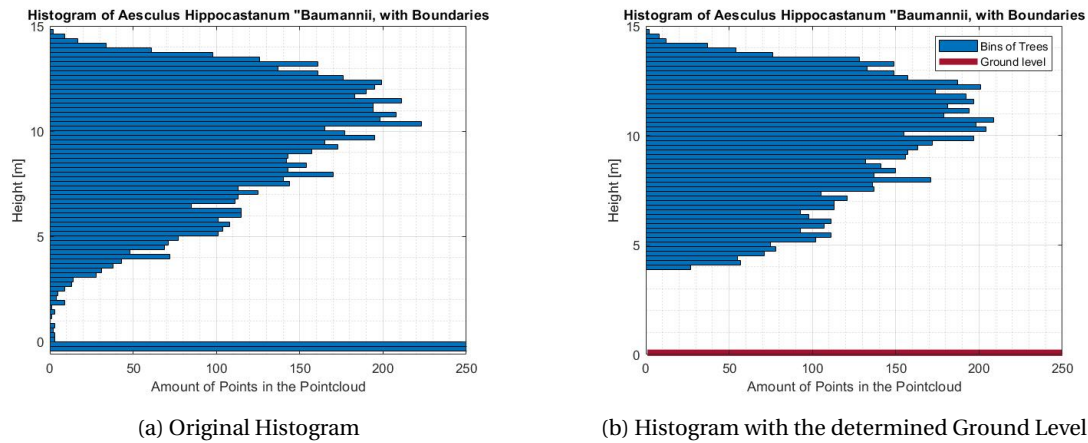 Histogram of Aesculus Hippocastanum "Baumannii, with Boundaries
15
10
5
0
Height [m]
0 50 100 150 200 250
Amount of Points in the Pointcloud
(a) Original Histogram
Histogram of Aesculus Hippocastanum "Baumannii, with Boundaries
Bins of Trees
Ground level
15
10
5
0
Height [m]
0 50 100 150 200 250
Amount of Points in the Pointcloud
(b) Histogram with the determined Ground Level